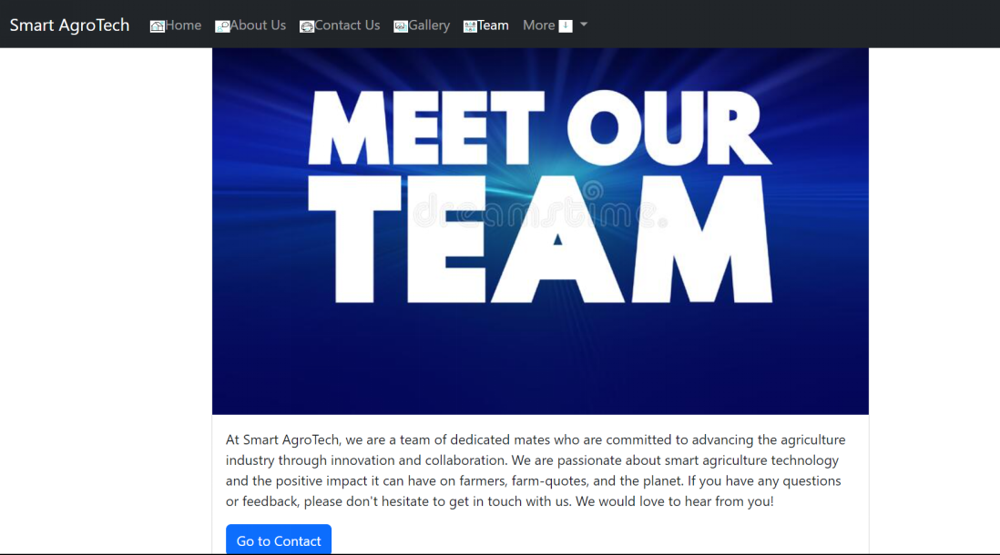 Smart AgroTech Home About Us Contact Us Gallery Team More
MEET OUR
TEAM
dreamstime.
At Smart AgroTech, we are a team of dedicated mates who are committed to advancing the agriculture
industry through innovation and collaboration. We are passionate about smart agriculture technology
and the positive impact it can have on farmers, farm-quotes, and the planet. If you have any questions
or feedback, please don't hesitate to get in touch with us. We would love to hear from you!
Go to Contact